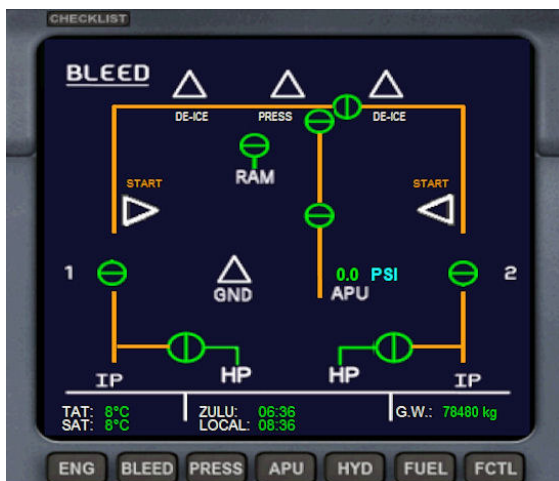 CHECKLIST
BLEED
DE-ICE
PRESS
DE-ICE
RAM
START
START
1
GND
0.0 PSI
APU
2
IP
HP
HP
IP
TAT: 8°C
SAT: 8°C
ZULU: 06:36
LOCAL: 08:36
G.W.: 78480 kg
ENG BLEED PRESS APU HYD FUEL FCTL